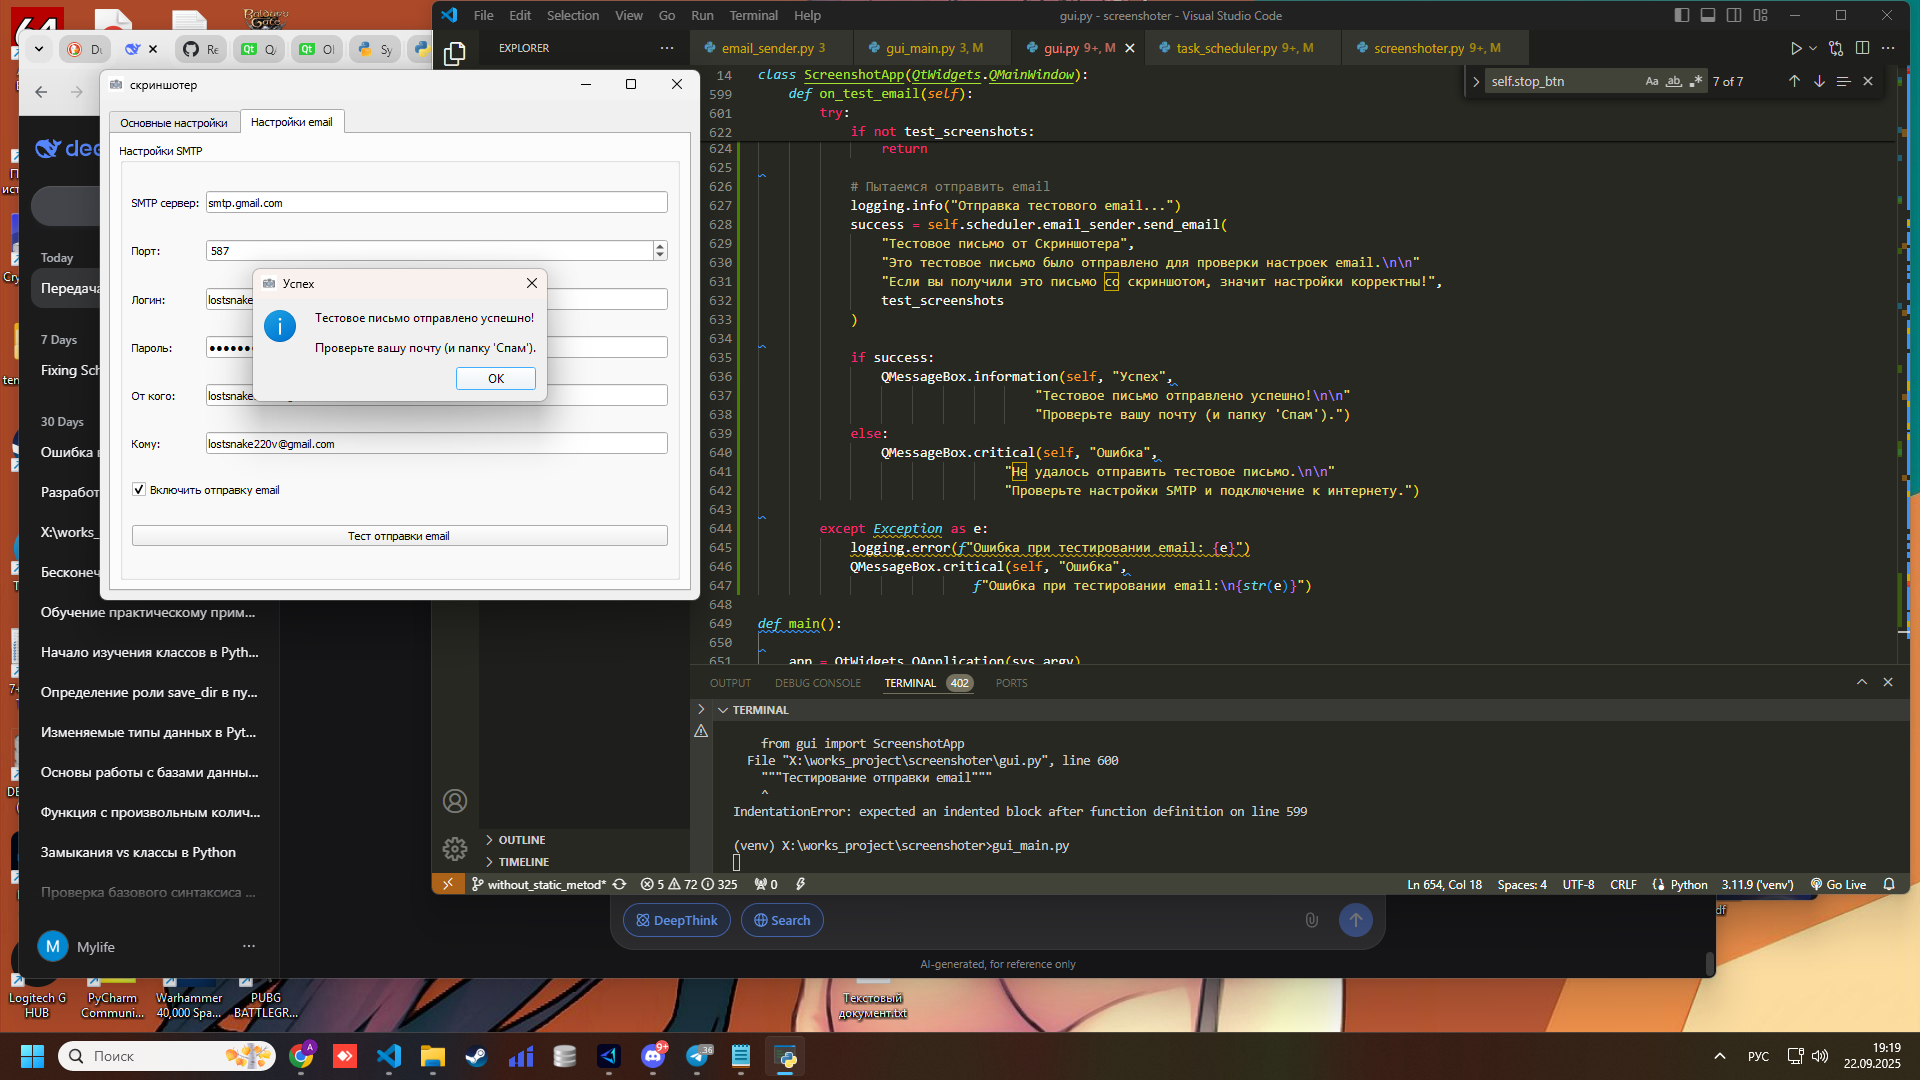 File Edit Selection View Go Run Terminal Help
gui.py - screenshoter - Visual Studio Code
EXPLORER
email_sender.py 3
gui_main.py 3, M
gui.py 9+, M
task_scheduler.py 9+, M
screenshoter.py 9+, M
self.stop_btn
Aa ab 7 of 7
скриншотер
Основные настройки
Настройки email
Настройки SMTP
SMTP сервер: smtp.gmail.com
Порт: 587
Логин: lostsnake
Пароль:
От кого: lostsnake
Кому: lostsnake220v@gmail.com
Включить отправку email
Тест отправки email
Успех
Тестовое письмо отправлено успешно!
Проверьте вашу почту (и папку 'Спам').
OK
Today
Передача
7 Days
Fixing Sc
30 Days
Ошибка в
Разработ
X:\works_
Бесконеч
Обучение практическому прим...
Начало изучения классов в Pyth...
Определение роли save_dir в пу...
Изменяемые типы данных в Pyt...
Основы работы с базами данны...
Функция с произвольным колич...
Замыкания vs классы в Python
Проверка базового синтаксиса ...
M Mylife
14 class ScreenshotApp(QtWidgets.QMainWindow):
599 def on_test_email(self):
601 try:
622 if not test_screenshots:
624 return
625
626 # Пытаемся отправить email
627 logging.info("Отправка тестового email...")
628 success = self.scheduler.email_sender.send_email(
629 "Тестовое письмо от Скриншотера",
630 "Это тестовое письмо было отправлено для проверки настроек email.\n\n"
631 "Если вы получили это письмо со скриншотом, значит настройки корректны!",
632 test_screenshots
633 )
634
635 if success:
636 QMessageBox.information(self, "Успех",
637 "Тестовое письмо отправлено успешно!\n\n"
638 "Проверьте вашу почту (и папку 'Спам').")
639 else:
640 QMessageBox.critical(self, "Ошибка",
641 "Не удалось отправить тестовое письмо.\n\n"
642 "Проверьте настройки SMTP и подключение к интернету.")
643
644 except Exception as e:
645 logging.error(f"Ошибка при тестировании email: {e}")
646 QMessageBox.critical(self, "Ошибка",
647 f"Ошибка при тестировании email:\n{str(e)}")
648
649 def main():
650
651 app = QtWidgets.QApplication(sys.argv)
OUTPUT DEBUG CONSOLE TERMINAL 402 PORTS
TERMINAL
from gui import ScreenshotApp
File "X:\works_project\screenshoter\gui.py", line 600
"""Тестирование отправки email"""
^
IndentationError: expected an indented block after function definition on line 599
(venv) X:\works_project\screenshoter>gui_main.py
OUTLINE
TIMELINE
without_static_metod* 5 72 325 0
Ln 654, Col 18 Spaces: 4 UTF-8 CRLF Python 3.11.9 ('venv') Go Live
DeepThink
Search
AI-generated, for reference only
Logitech G HUB
PyCharm Communi...
Warhammer 40,000 Spa...
PUBG BATTLEGR...
Текстовый документ.txt
Поиск
РУС
19:19
22.09.2025